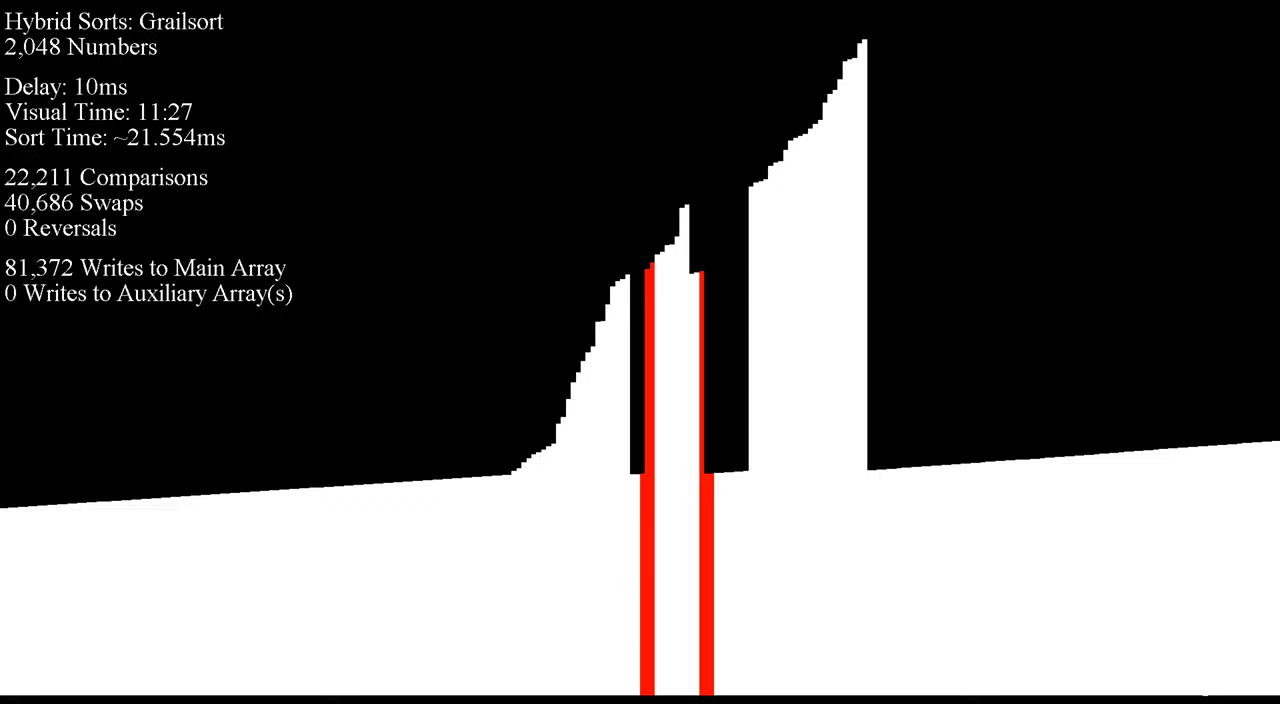 Hybrid Sorts: Grailsort
2,048 Numbers
Delay: 10ms
Visual Time: 11:27
Sort Time: ~21.554ms
22,211 Comparisons
40,686 Swaps
0 Reversals
81,372 Writes to Main Array
0 Writes to Auxiliary Array(s)